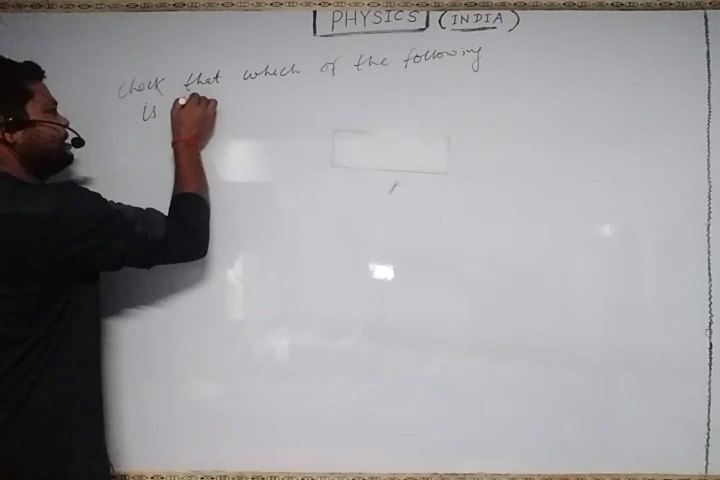 PHYSICS (INDIA)
Check that which of the following
is